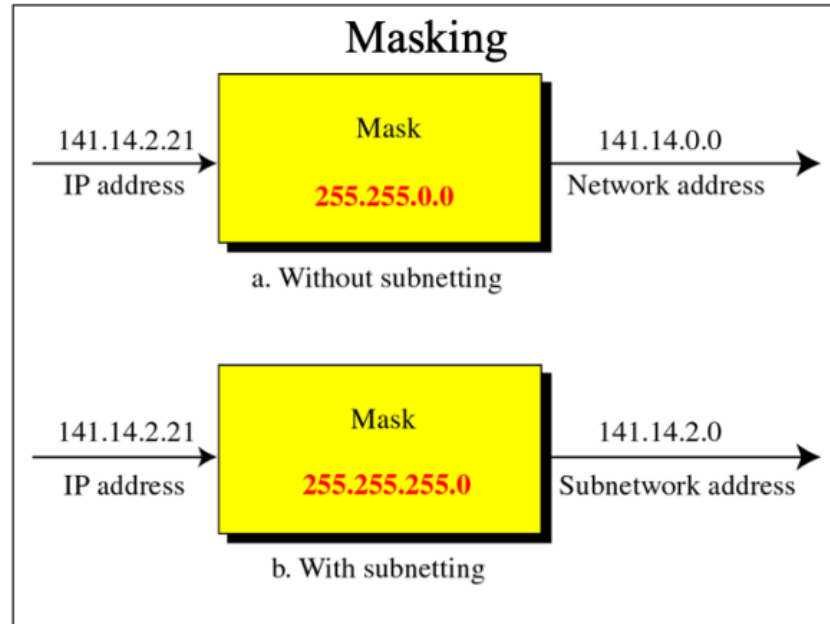 Masking
141.14.2.21
IP address
Mask
255.255.0.0
141.14.0.0
Network address
a. Without subnetting
141.14.2.21
IP address
Mask
255.255.255.0
141.14.2.0
Subnetwork address
b. With subnetting